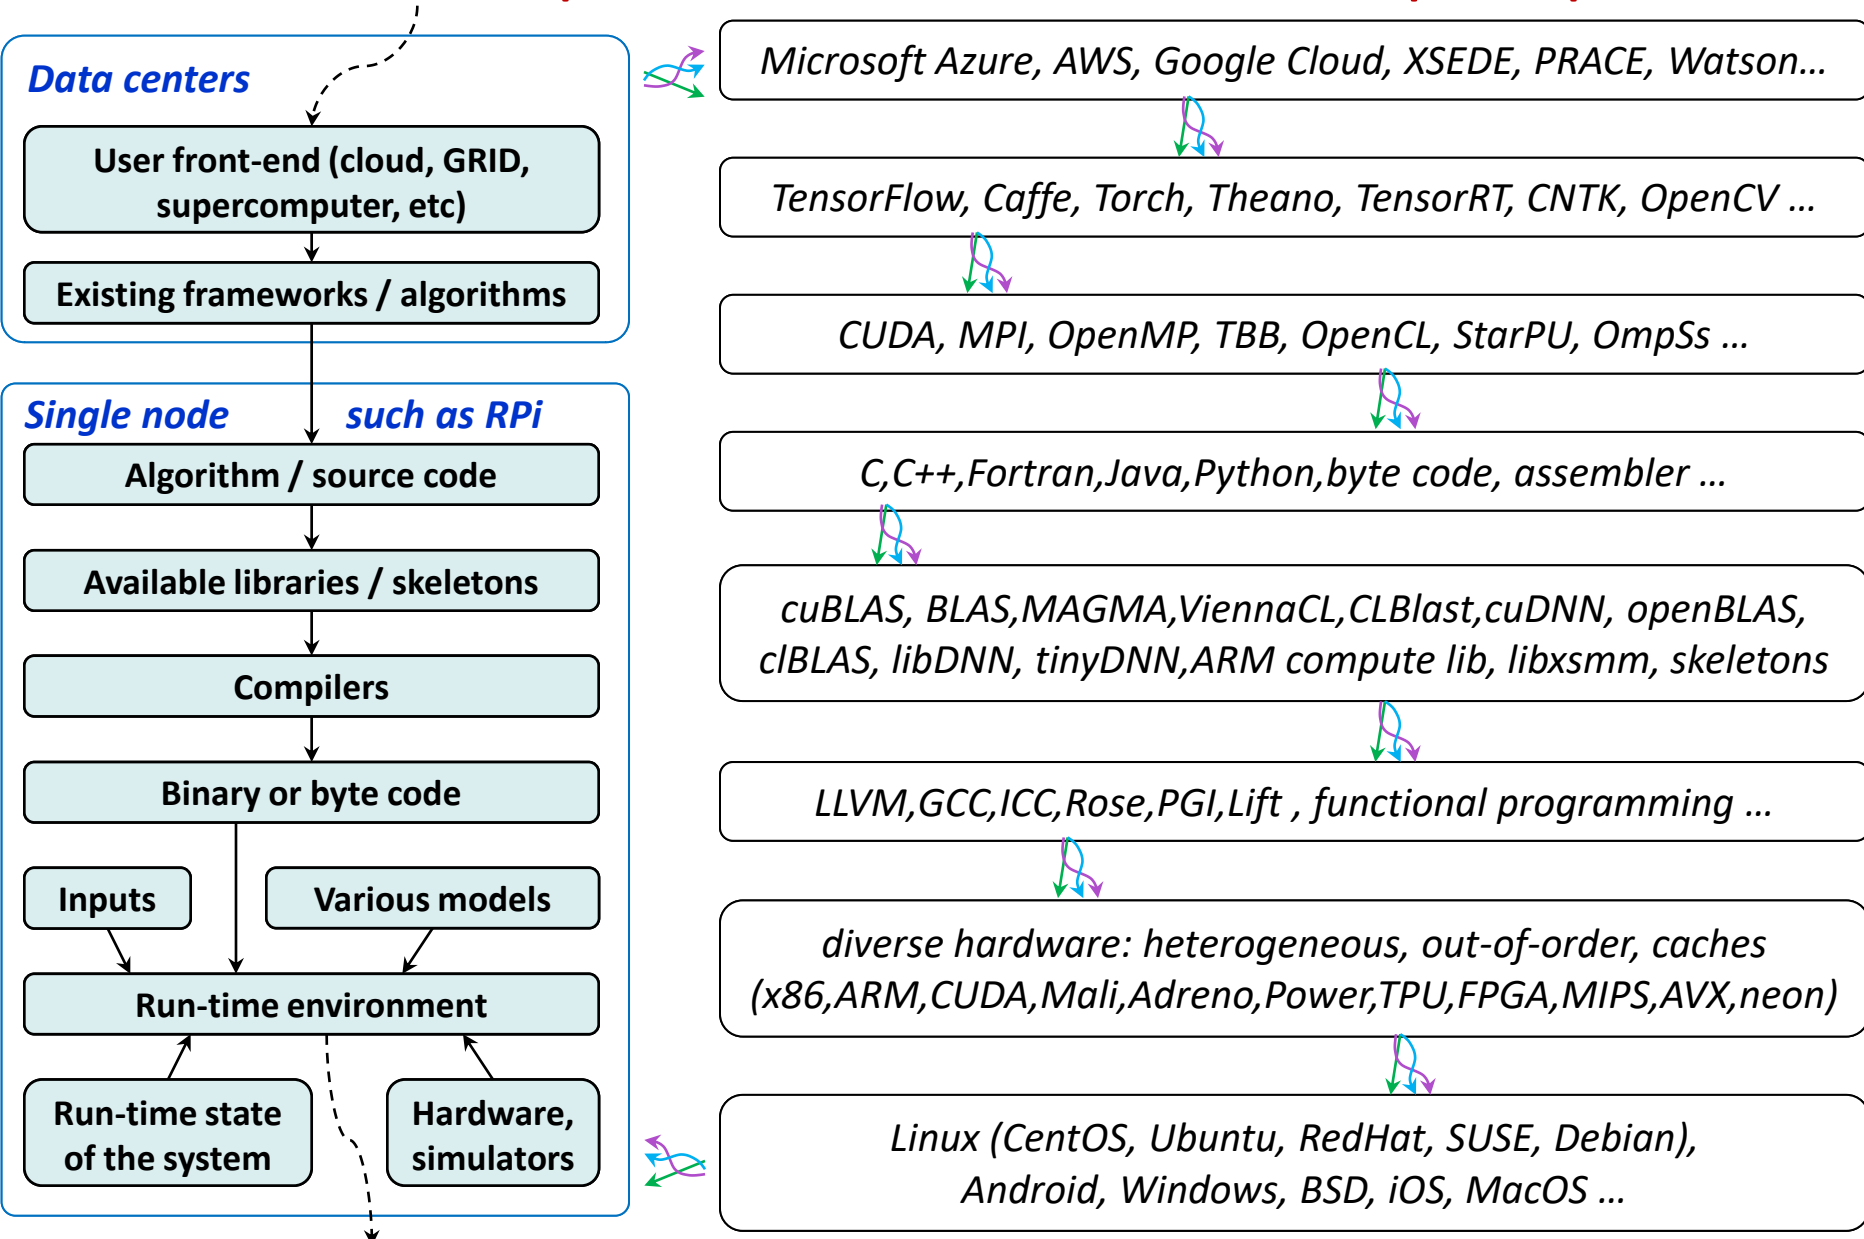 Data centers
User front-end (cloud, GRID,
supercomputer, etc)
Existing frameworks / algorithms
Single node such as RPi
Algorithm / source code
Available libraries / skeletons
Compilers
Binary or byte code
Inputs
Various models
Run-time environment
Run-time state
of the system
Hardware,
simulators
Microsoft Azure, AWS, Google Cloud, XSEDE, PRACE, Watson…
TensorFlow, Caffe, Torch, Theano, TensorRT, CNTK, OpenCV …
CUDA, MPI, OpenMP, TBB, OpenCL, StarPU, OmpSs …
C,C++,Fortran,Java,Python,byte code, assembler …
cuBLAS, BLAS,MAGMA,ViennaCL,CLBlast,cuDNN, openBLAS,
clBLAS, libDNN, tinyDNN,ARM compute lib, libxsmm, skeletons
LLVM,GCC,ICC,Rose,PGI,Lift , functional programming …
diverse hardware: heterogeneous, out-of-order, caches
(x86,ARM,CUDA,Mali,Adreno,Power,TPU,FPGA,MIPS,AVX,neon)
Linux (CentOS, Ubuntu, RedHat, SUSE, Debian),
Android, Windows, BSD, iOS, MacOS …